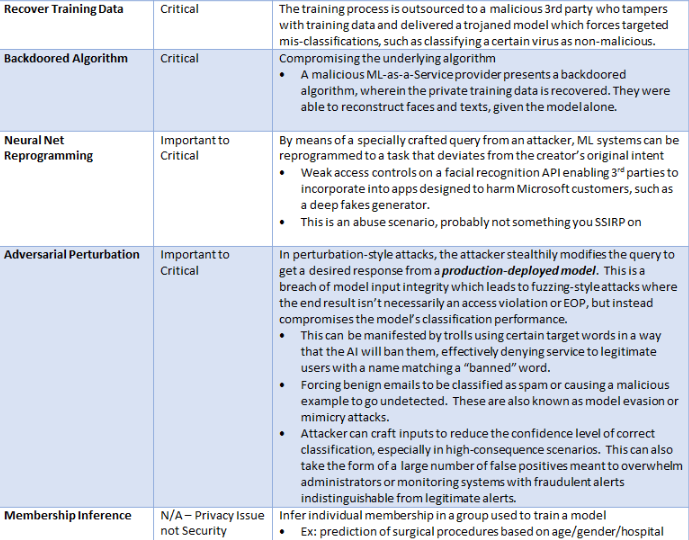 Recover Training Data Critical The training process is outsourced to a malicious 3rd party who tampers
with training data and delivered a trojaned model which forces targeted
mis-classifications, such as classifying a certain virus as non-malicious.
Backdoored Algorithm Critical Compromising the underlying algorithm
• A malicious ML-as-a-Service provider presents a backdoored
algorithm, wherein the private training data is recovered. They were
able to reconstruct faces and texts, given the model alone.
Neural Net Important to By means of a specially crafted query from an attacker, ML systems can be
Reprogramming Critical reprogrammed to a task that deviates from the creator's original intent
• Weak access controls on a facial recognition API enabling 3rd parties to
incorporate into apps designed to harm Microsoft customers, such as
a deep fakes generator.
• This is an abuse scenario, probably not something you SSIRP on
Adversarial Perturbation Important to In perturbation-style attacks, the attacker stealthily modifies the query to
Critical get a desired response from a production-deployed model. This is a
breach of model input integrity which leads to fuzzing-style attacks where
the end result isn't necessarily an access violation or EOP, but instead
compromises the model's classification performance.
• This can be manifested by trolls using certain target words in a way
that the AI will ban them, effectively denying service to legitimate
users with a name matching a "banned" word.
• Forcing benign emails to be classified as spam or causing a malicious
example to go undetected. These are also known as model evasion or
mimicry attacks.
• Attacker can craft inputs to reduce the confidence level of correct
classification, especially in high-consequence scenarios. This can also
take the form of a large number of false positives meant to overwhelm
administrators or monitoring systems with fraudulent alerts
indistinguishable from legitimate alerts.
Membership Inference N/A – Privacy Issue Infer individual membership in a group used to train a model
not Security • Ex: prediction of surgical procedures based on age/gender/hospital